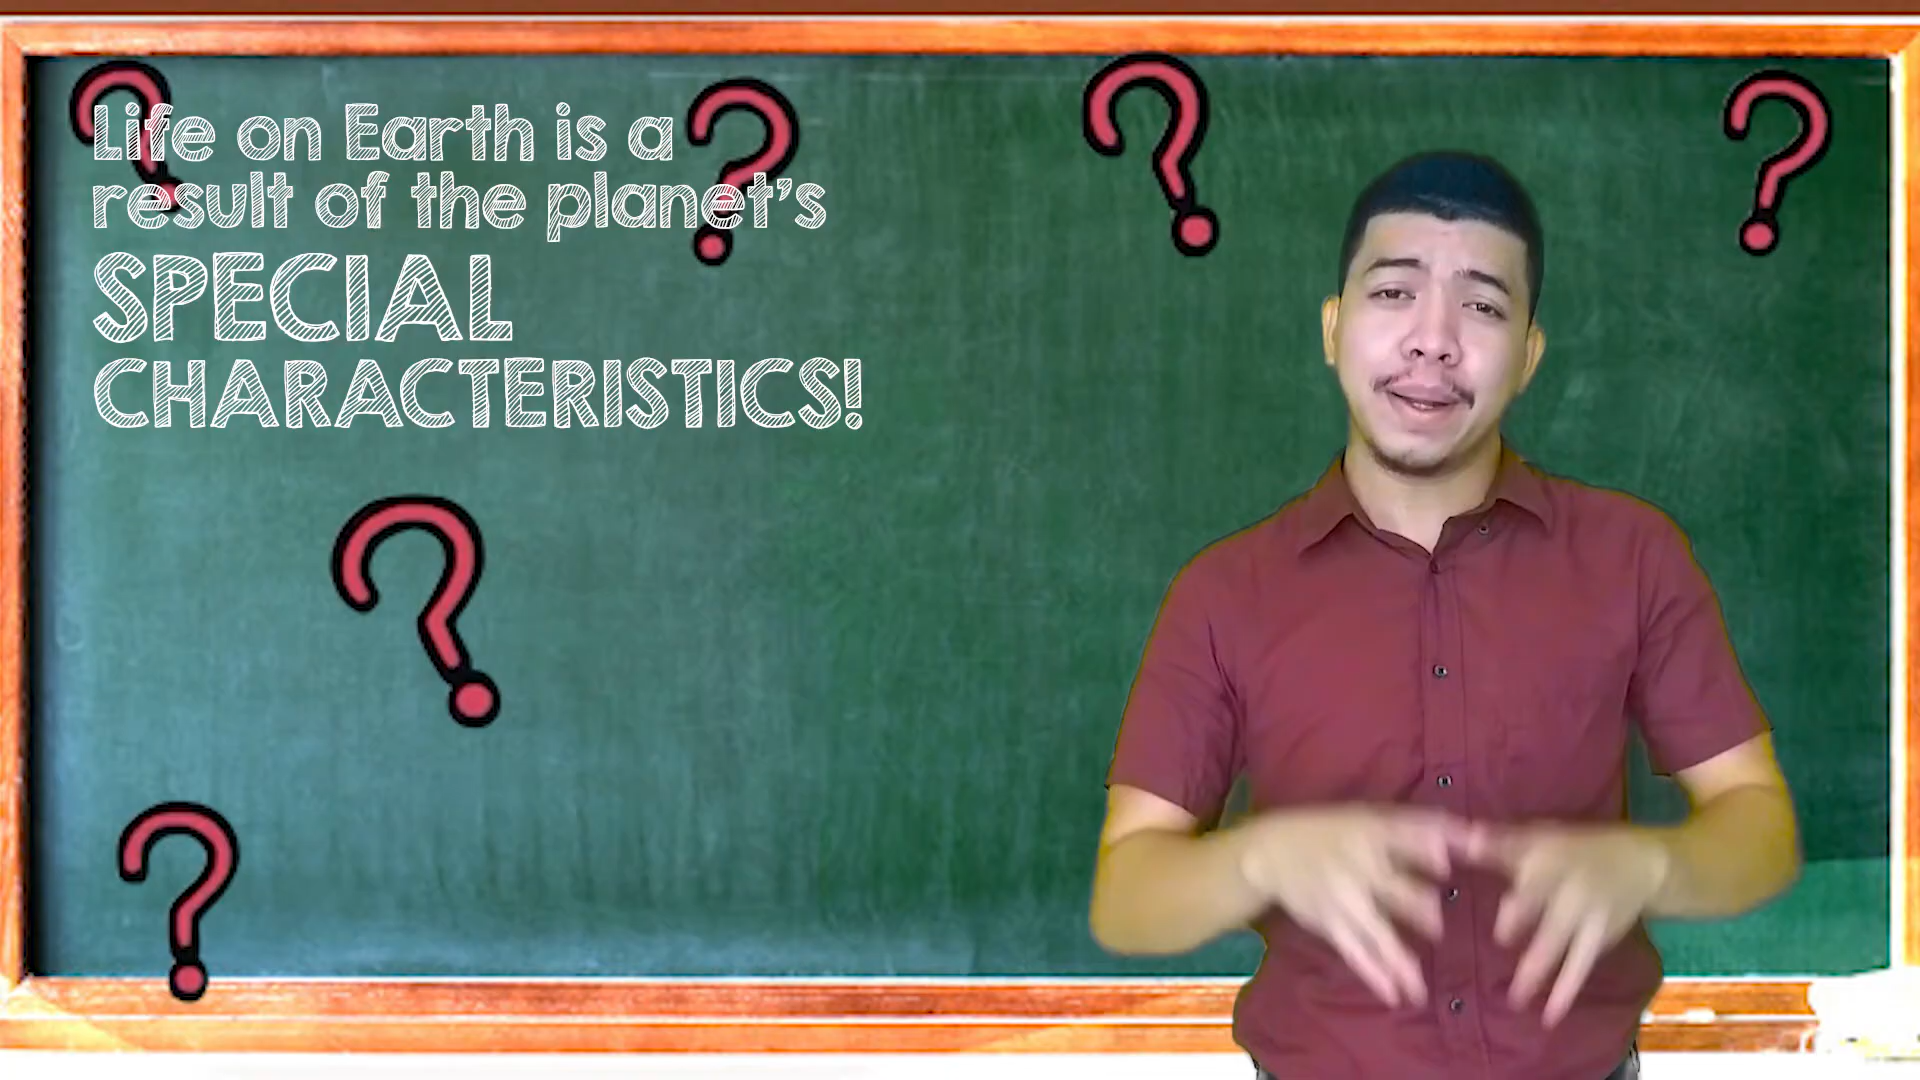 Life on Earth is a
result of the planet's
SPECIAL
CHARACTERISTICS!